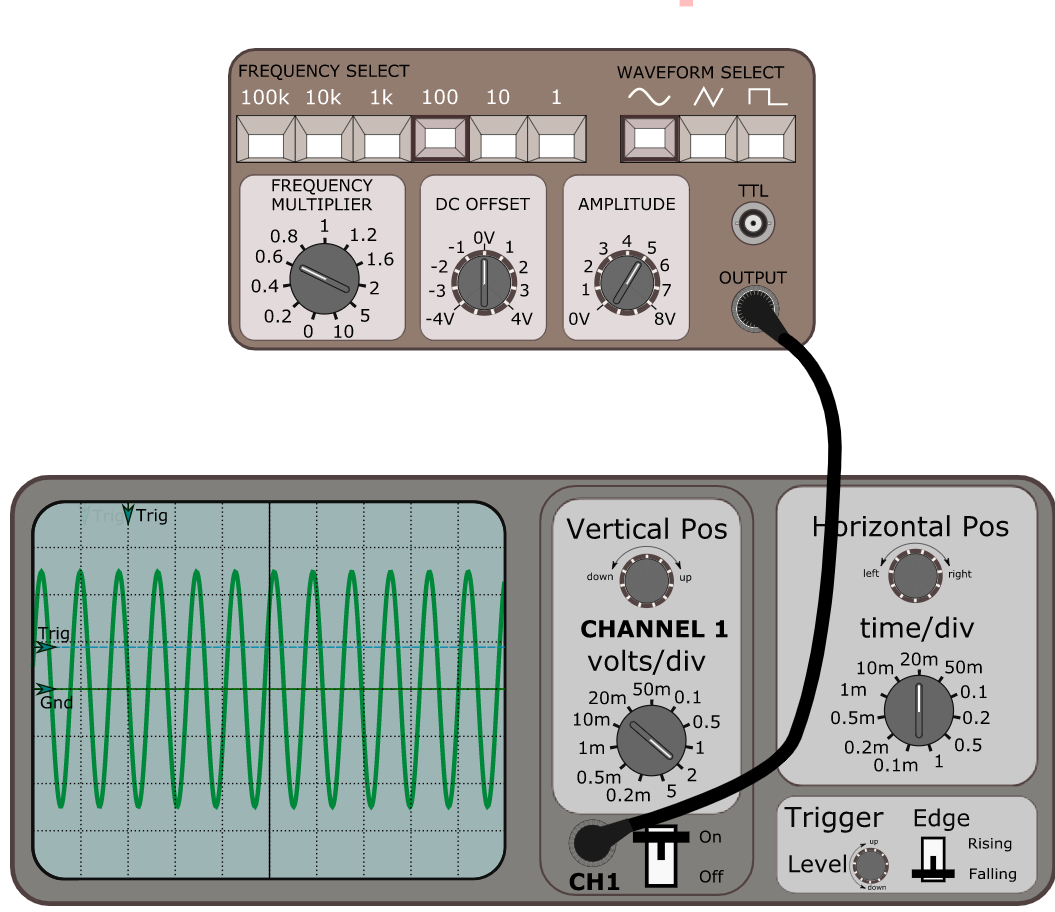 FREQUENCY SELECT
100k 10k 1k 100 10 1
WAVEFORM SELECT
FREQUENCY
MULTIPLIER
0 0.2 0.4 0.6 0.8 1 1.2 1.6 2 5 10
DC OFFSET
-4V -3 -2 -1 0V 1 2 3 4V
AMPLITUDE
0V 1 2 3 4 5 6 7 8V
TTL
OUTPUT
Trig
Trig
Trig
Gnd
Vertical Pos
down up
CHANNEL 1
volts/div
0.2m 0.5m 1m 10m 20m 50m 0.1 0.5 1 2 5
CH1
On
Off
Horizontal Pos
left right
time/div
0.1m 0.2m 0.5m 1m 10m 20m 50m 0.1 0.2 0.5 1
Trigger
Level
up
down
Edge
Rising
Falling